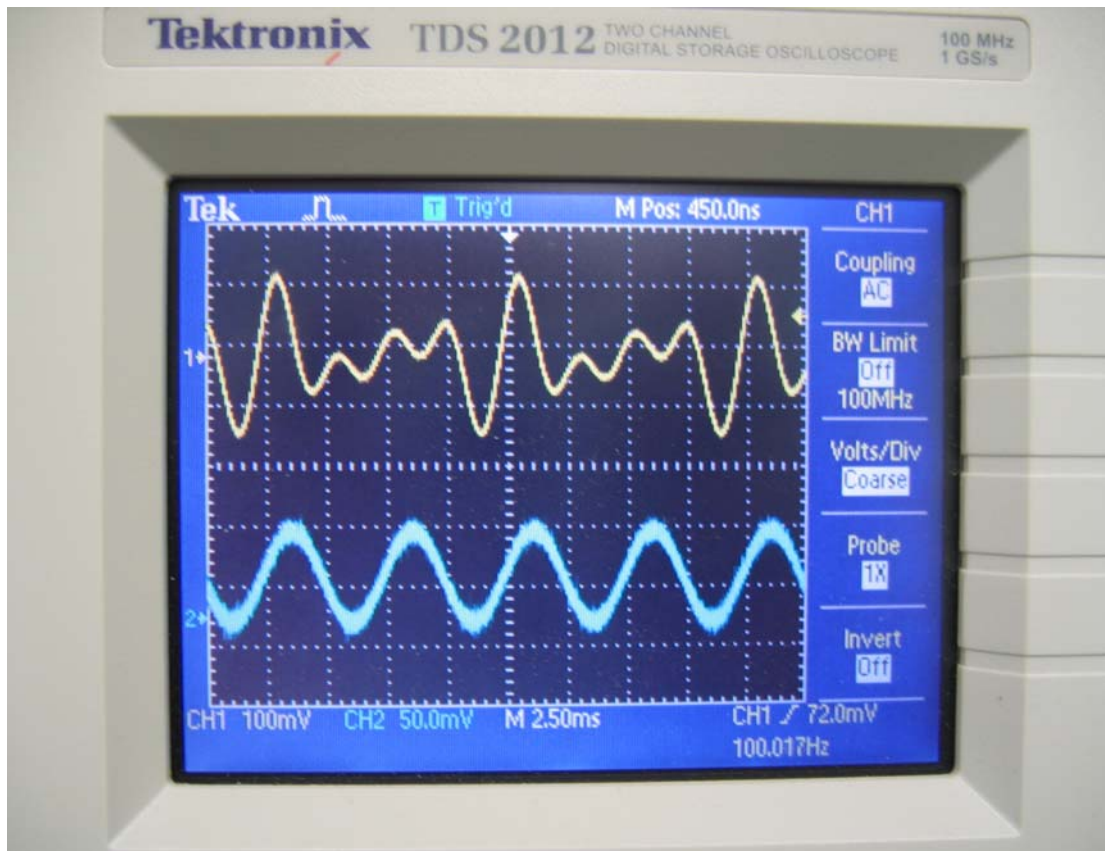 Tektronix TDS 2012 TWO CHANNEL DIGITAL STORAGE OSCILLOSCOPE 100 MHz 1 GS/s
Tek T Trig'd M Pos: 450.0ns CH1
Coupling
AC
BW Limit
Off
100MHz
Volts/Div
Coarse
Probe
1X
Invert
Off
1
2
CH1 100mV CH2 50.0mV M 2.50ms CH1 72.0mV
100.017Hz